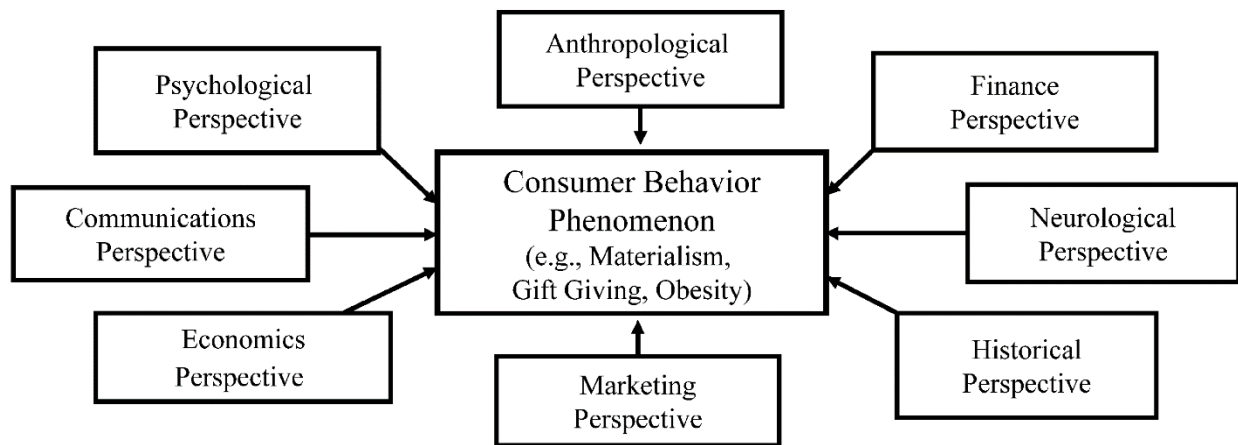 Anthropological
Perspective
Psychological
Perspective
Finance
Perspective
Communications
Perspective
Consumer Behavior
Phenomenon
(e.g., Materialism,
Gift Giving, Obesity)
Neurological
Perspective
Economics
Perspective
Marketing
Perspective
Historical
Perspective